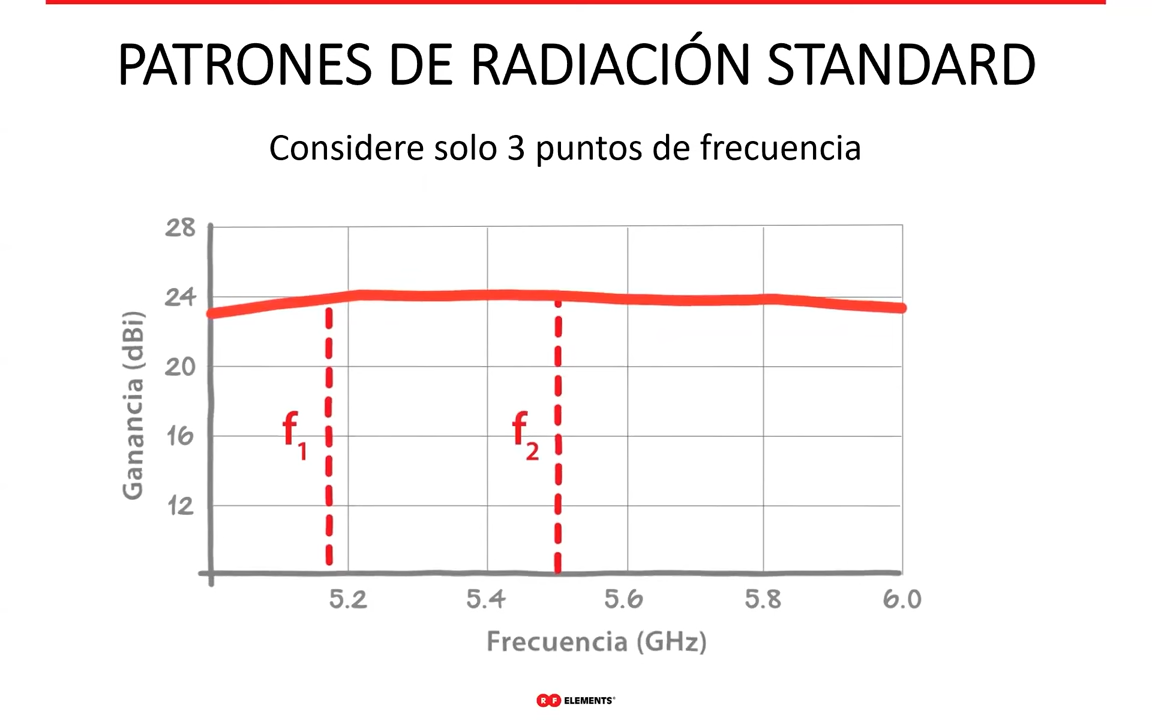 PATRONES DE RADIACIÓN STANDARD
Considere solo 3 puntos de frecuencia
28
24
20
16
12
Ganancia (dBi)
f1
f2
5.2 5.4 5.6 5.8 6.0
Frecuencia (GHz)
RF ELEMENTS